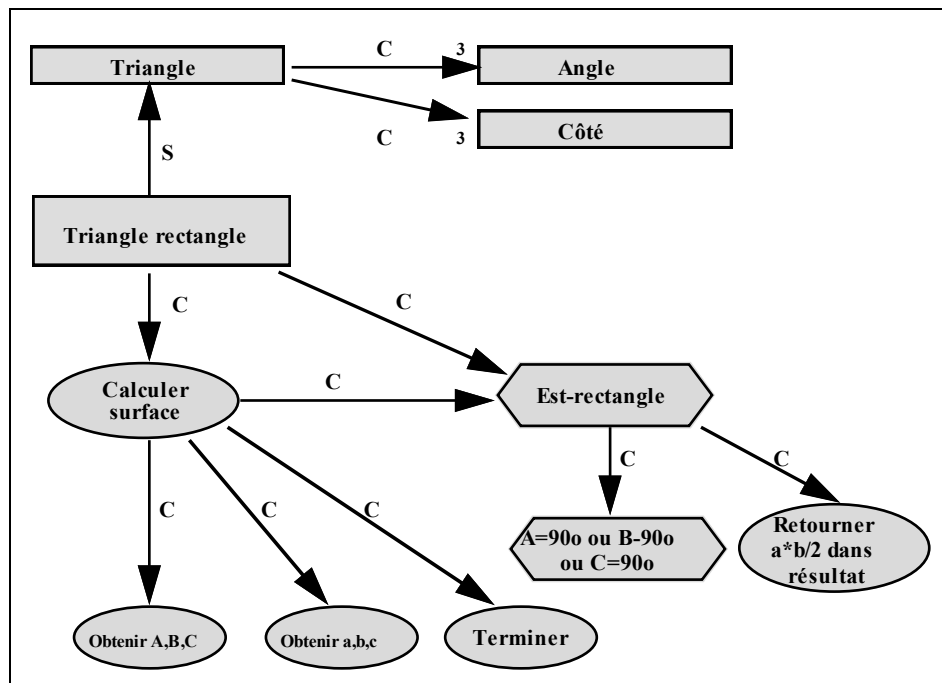 C
3
Triangle
Angle
C
3
Côté
S
Triangle rectangle
C
C
Calculer
surface
C
Est-rectangle
C
C
C
C
C
A=90o ou B-90o
ou C=90o
Retourner
a*b/2 dans
résultat
Obtenir A,B,C
Obtenir a,b,c
Terminer